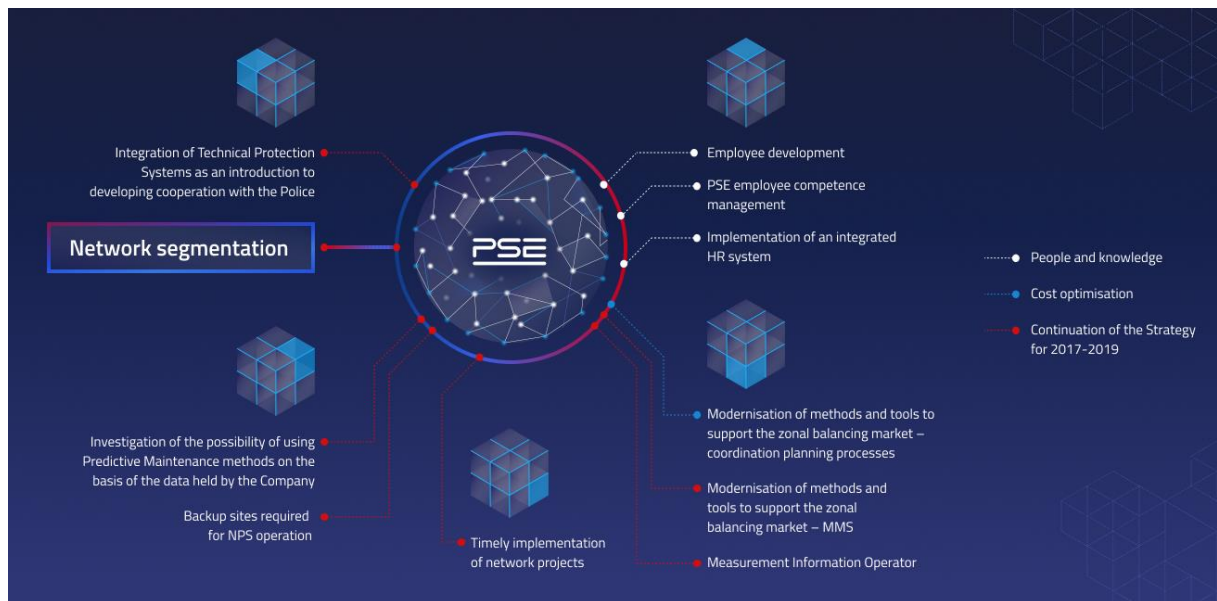 Integration of Technical Protection
Systems as an introduction to
developing cooperation with the Police
Network segmentation
Investigation of the possibility of using
Predictive Maintenance methods on the
basis of the data held by the Company
Backup sites required
for NPS operation
PSE
Timely implementation
of network projects
Employee development
PSE employee competence
management
Implementation of an integrated
HR system
Modernisation of methods and tools to
support the zonal balancing market –
coordination planning processes
Modernisation of methods and
tools to support the zonal
balancing market – MMS
Measurement Information Operator
People and knowledge
Cost optimisation
Continuation of the Strategy
for 2017-2019